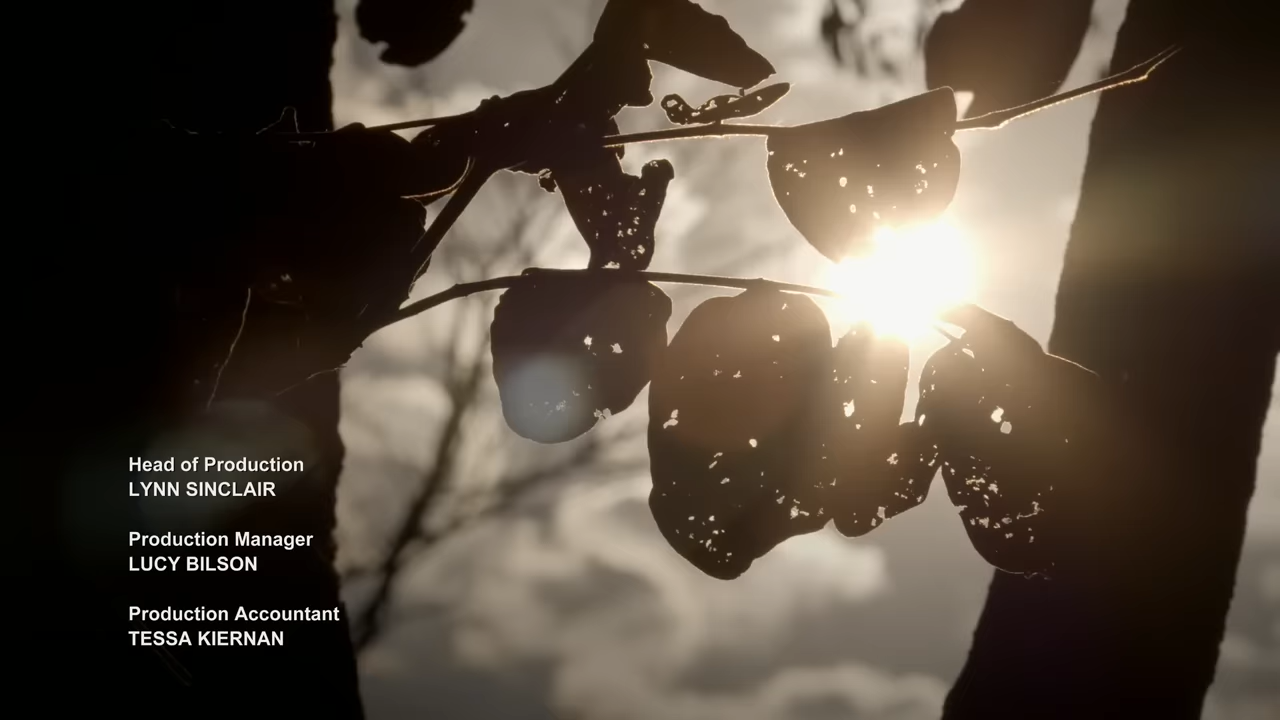 Head of Production
LYNN SINCLAIR
Production Manager
LUCY BILSON
Production Accountant
TESSA KIERNAN